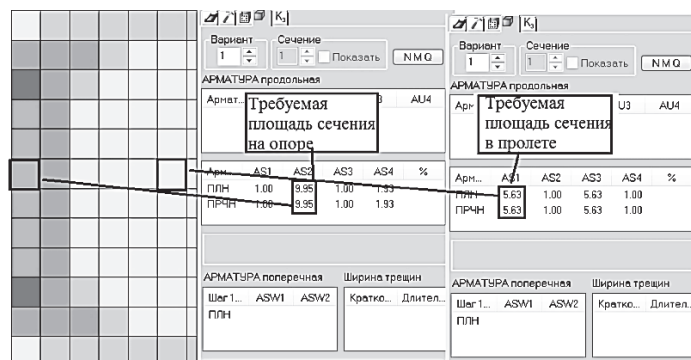 K₃
Вариант Сечение
1 1 Показать NMQ
АРМАТУРА продольная
Армат... AU4
Требуемая
площадь сечения
на опоре
Арм... AS1 AS2 AS3 AS4 %
ПЛН 1.00 9.95 1.00 1.93
ПРЧН 1.00 9.95 1.00 1.93
АРМАТУРА поперечная Ширина трещин
Шаг 1... ASW1 ASW2 Кратко... Длител...
ПЛН
K₃
Вариант Сечение
1 1 Показать NMQ
АРМАТУРА продольная
Арм U3 AU4
Требуемая
площадь сечения
в пролете
Арм... AS1 AS2 AS3 AS4 %
ПЛН 5.63 1.00 5.63 1.00
ПРЧН 5.63 1.00 5.63 1.00
АРМАТУРА поперечная Ширина трещин
Шаг 1... ASW1 ASW2 Кратко... Длител...
ПЛН